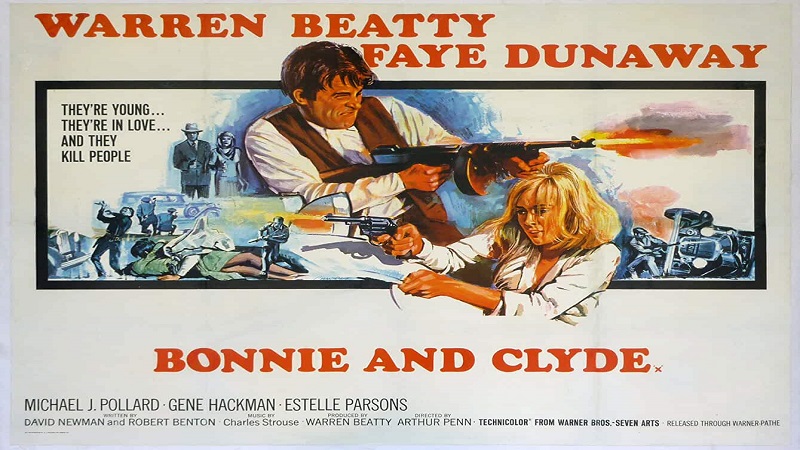 WARREN BEATTY
FAYE DUNAWAY
THEY'RE YOUNG...
THEY'RE IN LOVE...
AND THEY
KILL PEOPLE
BONNIE AND CLYDE x
MICHAEL J. POLLARD · GENE HACKMAN · ESTELLE PARSONS
WRITTEN BY MUSIC BY PRODUCED BY DIRECTED BY
DAVID NEWMAN and ROBERT BENTON · Charles Strouse · WARREN BEATTY ARTHUR PENN · TECHNICOLOR® FROM WARNER BROS.-SEVEN ARTS · RELEASED THROUGH WARNER-PATHE